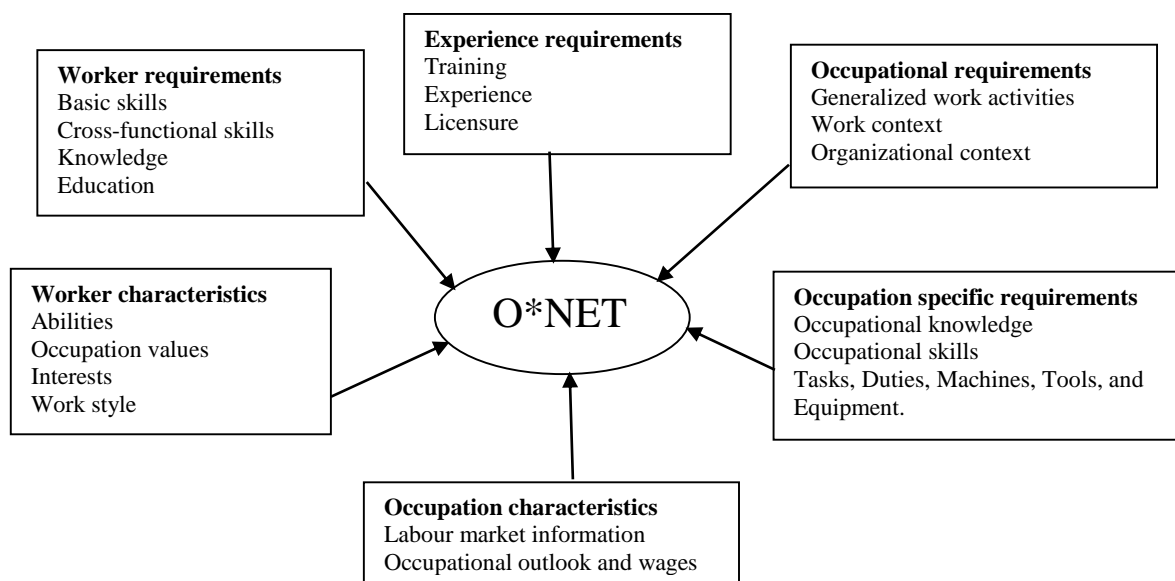 Experience requirements
Training
Experience
Licensure
Worker requirements
Basic skills
Cross-functional skills
Knowledge
Education
Occupational requirements
Generalized work activities
Work context
Organizational context
O*NET
Worker characteristics
Abilities
Occupation values
Interests
Work style
Occupation specific requirements
Occupational knowledge
Occupational skills
Tasks, Duties, Machines, Tools, and
Equipment.
Occupation characteristics
Labour market information
Occupational outlook and wages